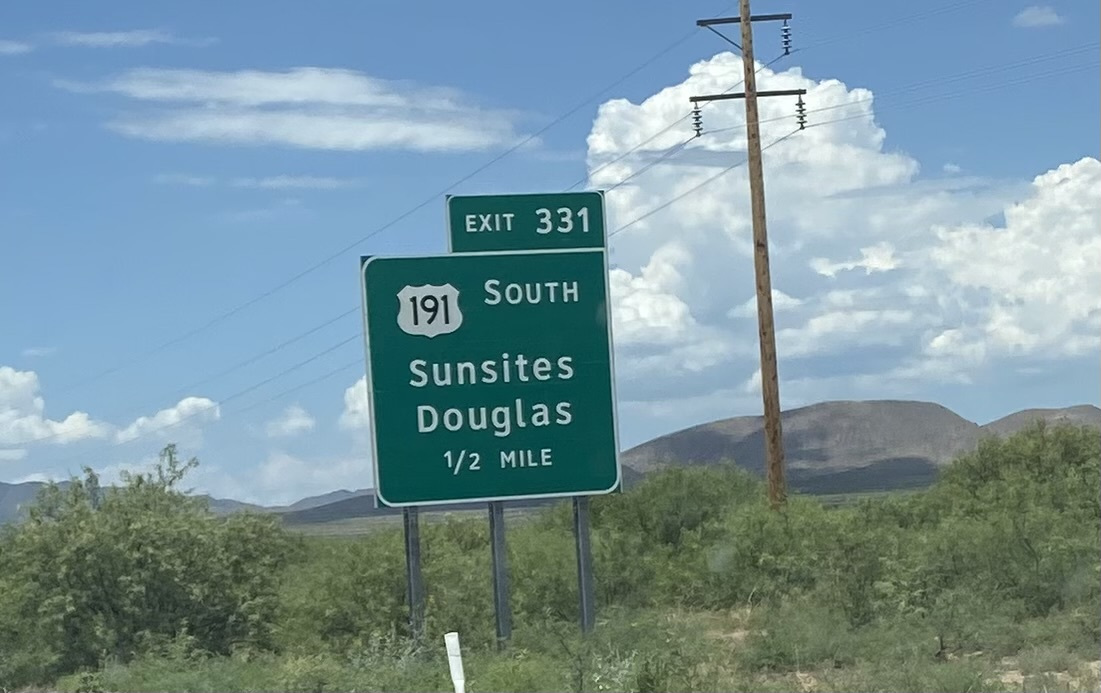 EXIT 331
191 SOUTH
Sunsites
Douglas
1/2 MILE